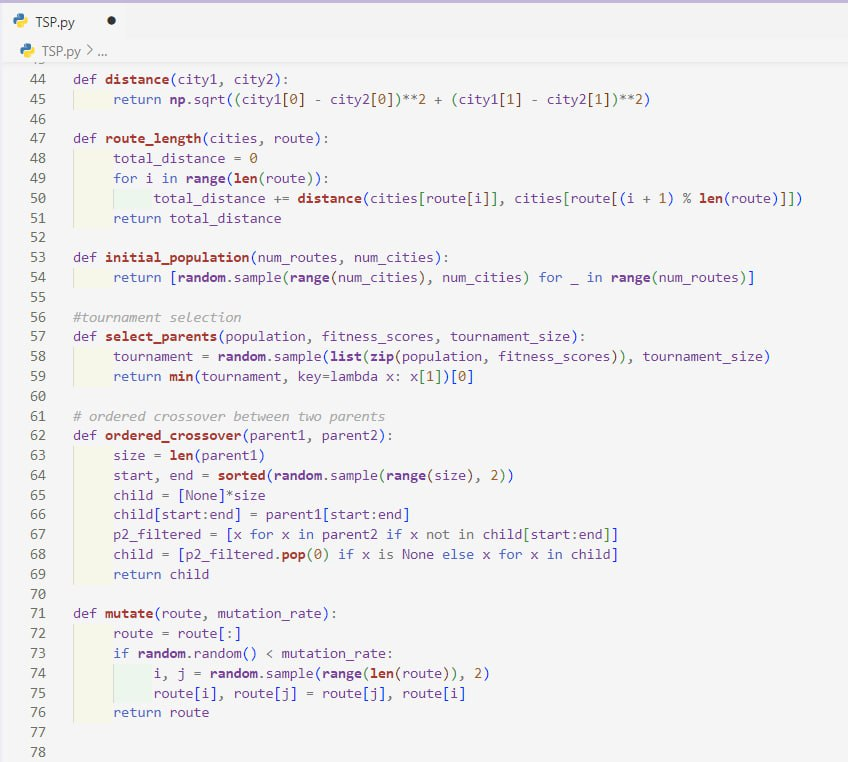 TSP.py
TSP.py > ...
44 def distance(city1, city2):
45     return np.sqrt((city1[0] - city2[0])**2 + (city1[1] - city2[1])**2)
46
47 def route_length(cities, route):
48     total_distance = 0
49     for i in range(len(route)):
50         total_distance += distance(cities[route[i]], cities[route[(i + 1) % len(route)]])
51     return total_distance
52
53 def initial_population(num_routes, num_cities):
54     return [random.sample(range(num_cities), num_cities) for _ in range(num_routes)]
55
56 #tournament selection
57 def select_parents(population, fitness_scores, tournament_size):
58     tournament = random.sample(list(zip(population, fitness_scores)), tournament_size)
59     return min(tournament, key=lambda x: x[1])[0]
60
61 # ordered crossover between two parents
62 def ordered_crossover(parent1, parent2):
63     size = len(parent1)
64     start, end = sorted(random.sample(range(size), 2))
65     child = [None]*size
66     child[start:end] = parent1[start:end]
67     p2_filtered = [x for x in parent2 if x not in child[start:end]]
68     child = [p2_filtered.pop(0) if x is None else x for x in child]
69     return child
70
71 def mutate(route, mutation_rate):
72     route = route[:]
73     if random.random() < mutation_rate:
74         i, j = random.sample(range(len(route)), 2)
75         route[i], route[j] = route[j], route[i]
76     return route
77
78